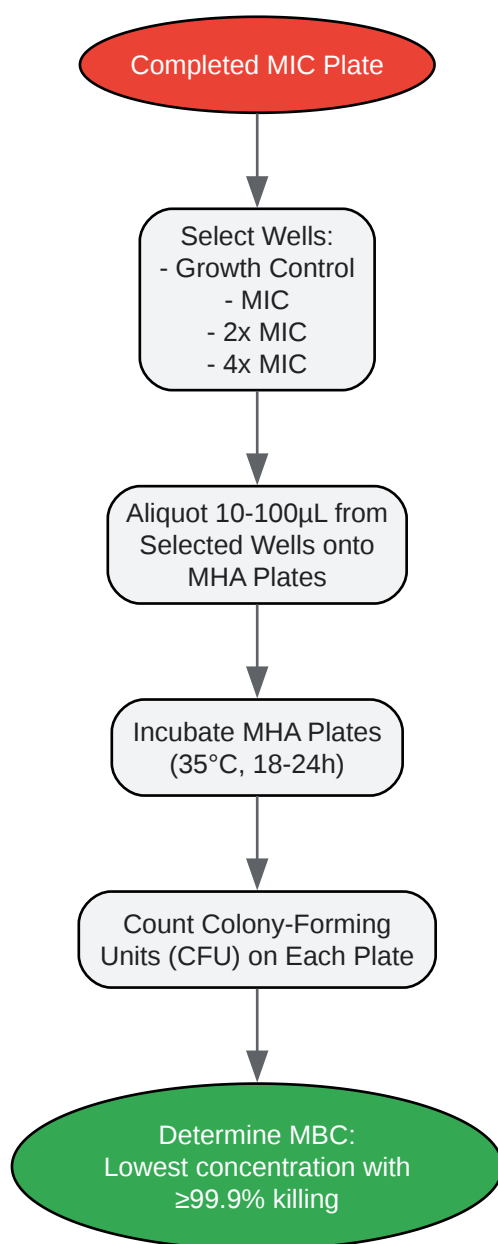 Completed MIC Plate
Select Wells:
- Growth Control
- MIC
- 2x MIC
- 4x MIC
Aliquot 10-100µL from
Selected Wells onto
MHA Plates
Incubate MHA Plates
(35°C, 18-24h)
Count Colony-Forming
Units (CFU) on Each Plate
Determine MBC:
Lowest concentration with
≥99.9% killing